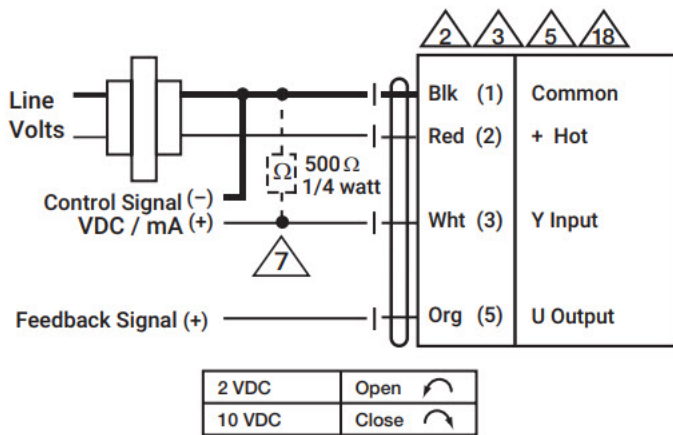 2 3 5 18
Line
Volts
Blk (1) Common
Red (2) + Hot
Ω 500 Ω
1/4 watt
Control Signal (−)
VDC / mA (+)
Wht (3) Y Input
7
Feedback Signal (+)
Org (5) U Output
2 VDC Open
10 VDC Close